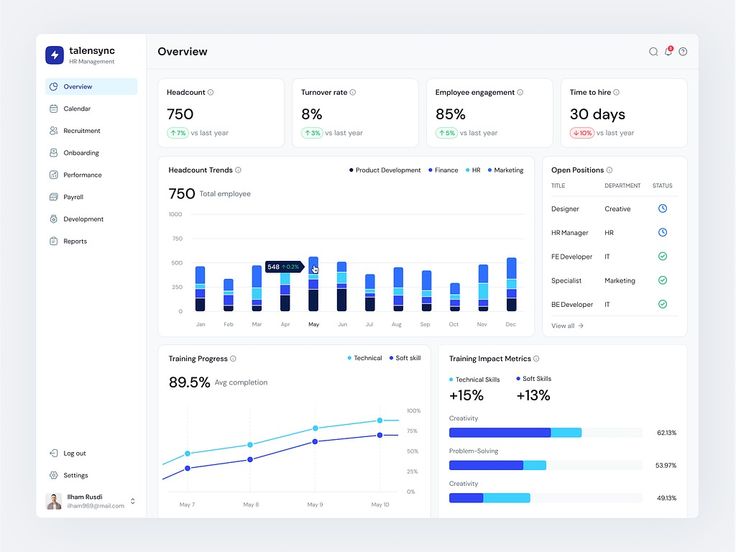 talensync
HR Management
Overview
Calendar
Recruitment
Onboarding
Performance
Payroll
Development
Reports
Log out
Settings
Ilham Rusdi
ilham969@mail.com
Overview
Headcount
750
↑ 7% vs last year
Turnover rate
8%
↑ 3% vs last year
Employee engagement
85%
↑ 5% vs last year
Time to hire
30 days
↓ 10% vs last year
Headcount Trends
Product Development Finance HR Marketing
750 Total employee
1000
750
500
250
0
548 ↑ 0.2%
Jan Feb Mar Apr May Jun Jul Aug Sep Oct Nov Dec
Open Positions
TITLE DEPARTMENT STATUS
Designer Creative
HR Manager HR
FE Developer IT
Specialist Marketing
BE Developer IT
View all →
Training Progress
Technical Soft skill
89.5% Avg completion
100%
75%
50%
25%
0%
May 7 May 8 May 9 May 10
Training Impact Metrics
Technical Skills Soft Skills
+15% +13%
Creativity
62.13%
Problem-Solving
53.97%
Creativity
49.13%